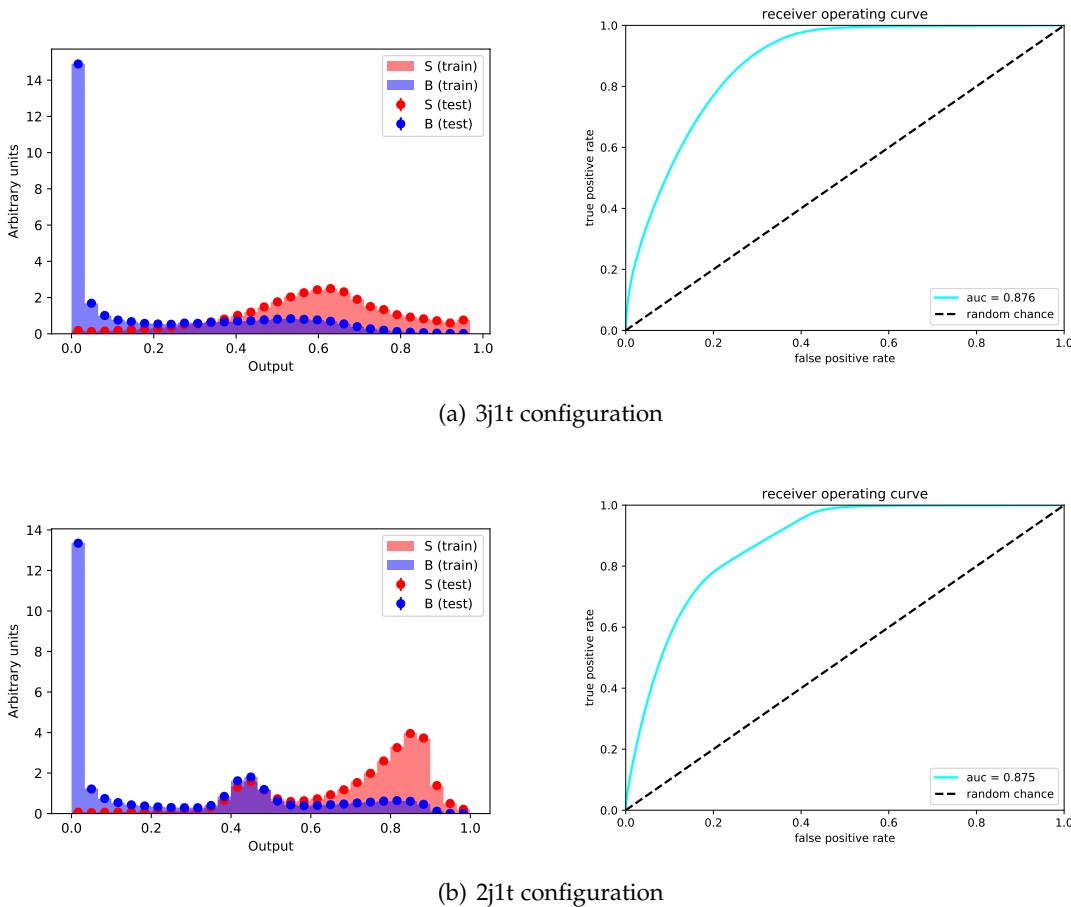 14
12
10
8
6
4
2
0
Arbitrary units
0.0 0.2 0.4 0.6 0.8 1.0
Output
S (train)
B (train)
S (test)
B (test)
receiver operating curve
1.0
0.8
0.6
0.4
0.2
0.0
true positive rate
0.0 0.2 0.4 0.6 0.8 1.0
false positive rate
auc = 0.876
random chance
(a) 3j1t configuration
14
12
10
8
6
4
2
0
Arbitrary units
0.0 0.2 0.4 0.6 0.8 1.0
Output
S (train)
B (train)
S (test)
B (test)
receiver operating curve
1.0
0.8
0.6
0.4
0.2
0.0
true positive rate
0.0 0.2 0.4 0.6 0.8 1.0
false positive rate
auc = 0.875
random chance
(b) 2j1t configuration